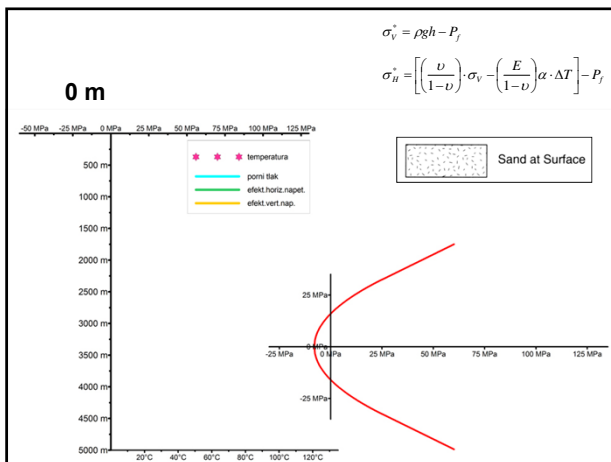 σ*V = ρgh − Pf
σ*H = [(υ/1−υ)·σV − (E/1−υ)α·ΔT] − Pf
0 m
-50 MPa -25 MPa 0 MPa 25 MPa 50 MPa 75 MPa 100 MPa 125 MPa
temperatura
porni tlak
efekt.horiz.napet.
efekt.vert.nap.
Sand at Surface
500 m
1000 m
1500 m
2000 m
2500 m
3000 m
3500 m
4000 m
4500 m
5000 m
20°C 40°C 60°C 80°C 100°C 120°C
25 MPa
0 MPa
-25 MPa 0 MPa 25 MPa 50 MPa 75 MPa 100 MPa 125 MPa
-25 MPa